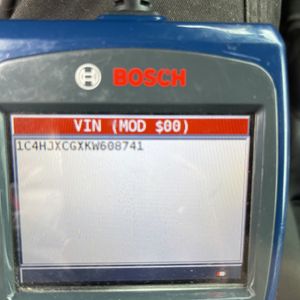 BOSCH
VIN (MOD $00)
1C4HJXCGXKW608741